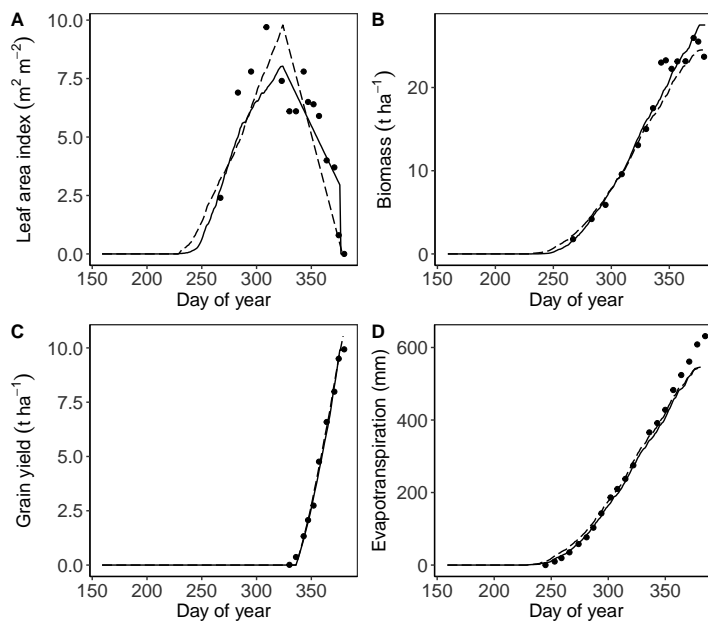 A
Leaf area index (m² m⁻²)
10.0
7.5
5.0
2.5
0.0
150 200 250 300 350
Day of year
B
Biomass (t ha⁻¹)
20
10
0
150 200 250 300 350
Day of year
C
Grain yield (t ha⁻¹)
10.0
7.5
5.0
2.5
0.0
150 200 250 300 350
Day of year
D
Evapotranspiration (mm)
600
400
200
0
150 200 250 300 350
Day of year